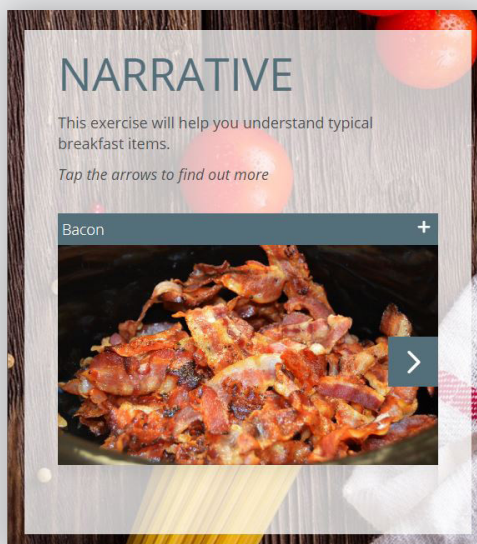 NARRATIVE
This exercise will help you understand typical
breakfast items.
Tap the arrows to find out more
Bacon +